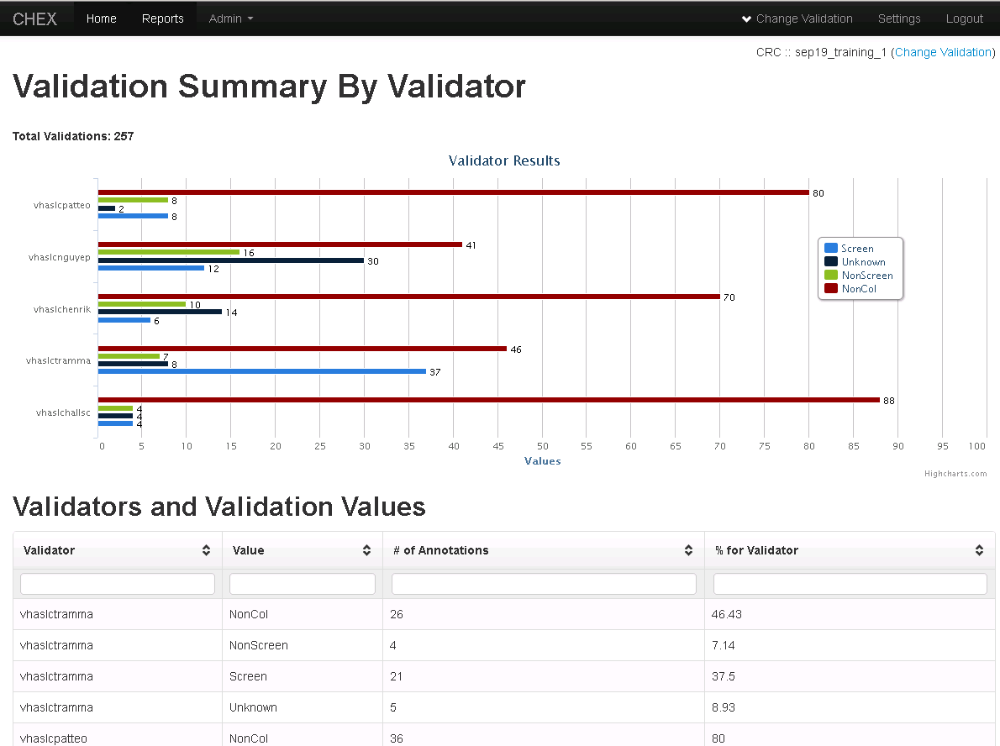 CHEX Home Reports Admin Change Validation Settings Logout
CRC :: sep19_training_1 (Change Validation)
Validation Summary By Validator
Total Validations: 257
Validator Results
vhaslcpatteo 80 8 2 8
vhaslcnguyep 41 16 30 12
vhaslchenrik 70 10 14 6
vhaslctramma 46 7 8 37
vhaslchallsc 88 4 4 4
Screen
Unknown
NonScreen
NonCol
0 5 10 15 20 25 30 35 40 45 50 55 60 65 70 75 80 85 90 95 100
Values
Highcharts.com
Validators and Validation Values
Validator Value # of Annotations % for Validator
vhaslctramma NonCol 26 46.43
vhaslctramma NonScreen 4 7.14
vhaslctramma Screen 21 37.5
vhaslctramma Unknown 5 8.93
vhaslcpatteo NonCol 36 80